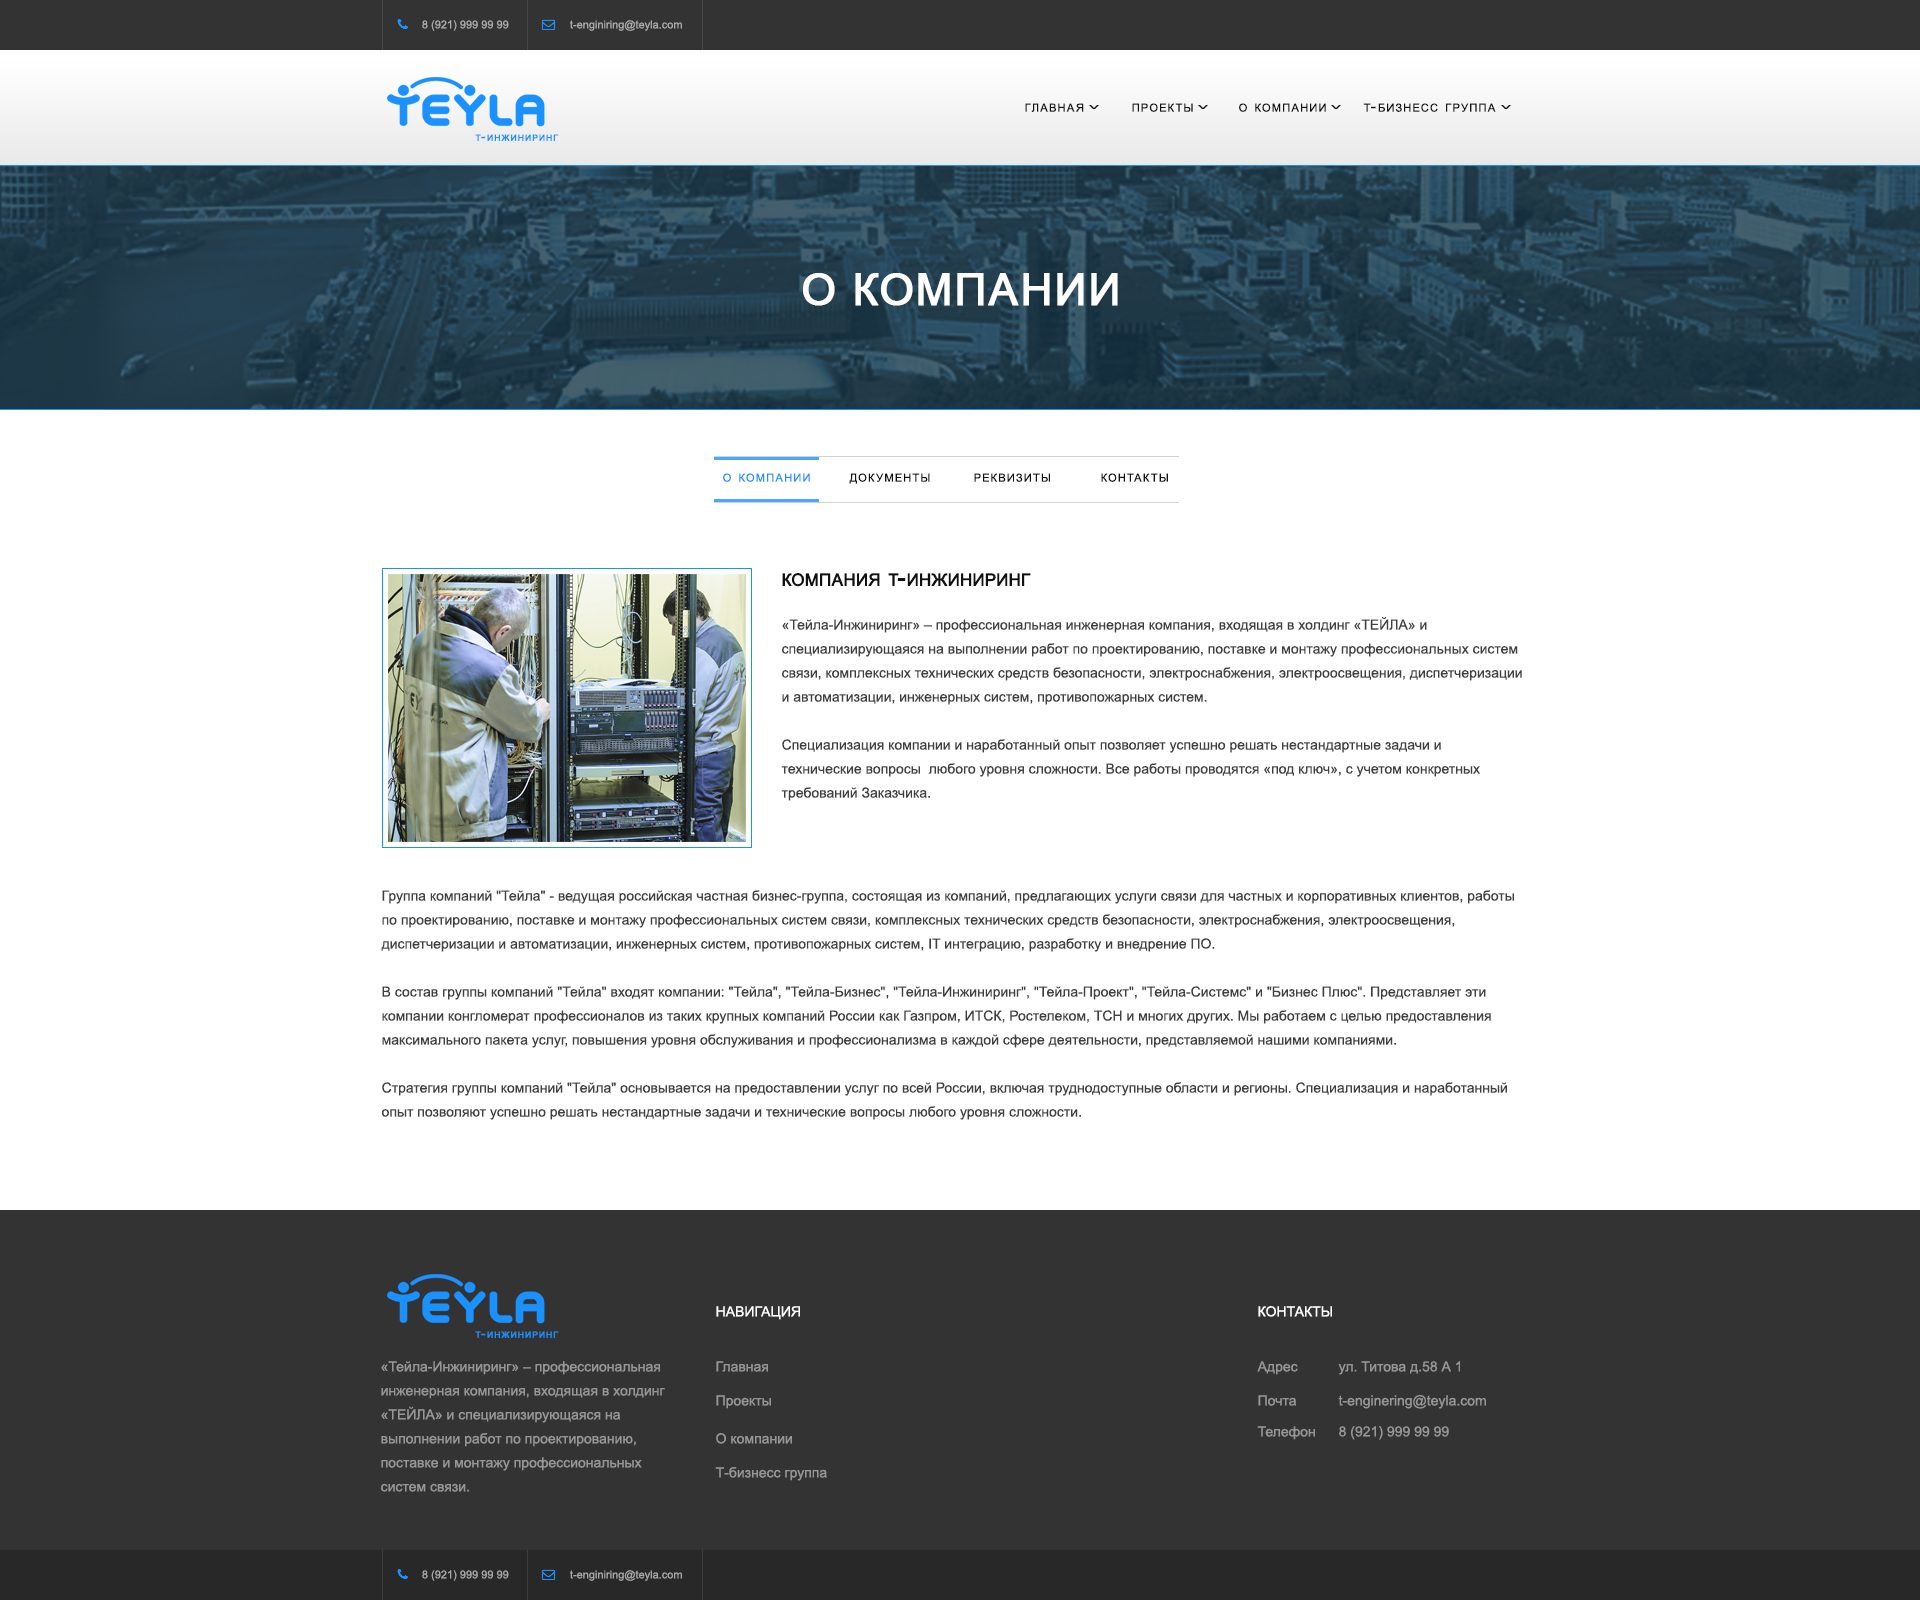 8 (921) 999 99 99
t-enginiring@teyla.com
TEYLA
Т-ИНЖИНИРИНГ
ГЛАВНАЯ
ПРОЕКТЫ
О КОМПАНИИ
Т-БИЗНЕСС ГРУППА
О КОМПАНИИ
О КОМПАНИИ
ДОКУМЕНТЫ
РЕКВИЗИТЫ
КОНТАКТЫ
КОМПАНИЯ Т-ИНЖИНИРИНГ
«Тейла-Инжиниринг» – профессиональная инженерная компания, входящая в холдинг «ТЕЙЛА» и
специализирующаяся на выполнении работ по проектированию, поставке и монтажу профессиональных систем
связи, комплексных технических средств безопасности, электроснабжения, электроосвещения, диспетчеризации
и автоматизации, инженерных систем, противопожарных систем.
Специализация компании и наработанный опыт позволяет успешно решать нестандартные задачи и
технические вопросы  любого уровня сложности. Все работы проводятся «под ключ», с учетом конкретных
требований Заказчика.
Группа компаний "Тейла" - ведущая российская частная бизнес-группа, состоящая из компаний, предлагающих услуги связи для частных и корпоративных клиентов, работы
по проектированию, поставке и монтажу профессиональных систем связи, комплексных технических средств безопасности, электроснабжения, электроосвещения,
диспетчеризации и автоматизации, инженерных систем, противопожарных систем, IT интеграцию, разработку и внедрение ПО.
В состав группы компаний "Тейла" входят компании: "Тейла", "Тейла-Бизнес", "Тейла-Инжиниринг", "Тейла-Проект", "Тейла-Системс" и "Бизнес Плюс". Представляет эти
компании конгломерат профессионалов из таких крупных компаний России как Газпром, ИТСК, Ростелеком, ТСН и многих других. Мы работаем с целью предоставления
максимального пакета услуг, повышения уровня обслуживания и профессионализма в каждой сфере деятельности, представляемой нашими компаниями.
Стратегия группы компаний "Тейла" основывается на предоставлении услуг по всей России, включая труднодоступные области и регионы. Специализация и наработанный
опыт позволяют успешно решать нестандартные задачи и технические вопросы любого уровня сложности.
TEYLA
Т-ИНЖИНИРИНГ
«Тейла-Инжиниринг» – профессиональная
инженерная компания, входящая в холдинг
«ТЕЙЛА» и специализирующаяся на
выполнении работ по проектированию,
поставке и монтажу профессиональных
систем связи.
НАВИГАЦИЯ
Главная
Проекты
О компании
Т-бизнесс группа
КОНТАКТЫ
Адрес ул. Титова д.58 А 1
Почта t-enginering@teyla.com
Телефон 8 (921) 999 99 99
8 (921) 999 99 99
t-enginiring@teyla.com